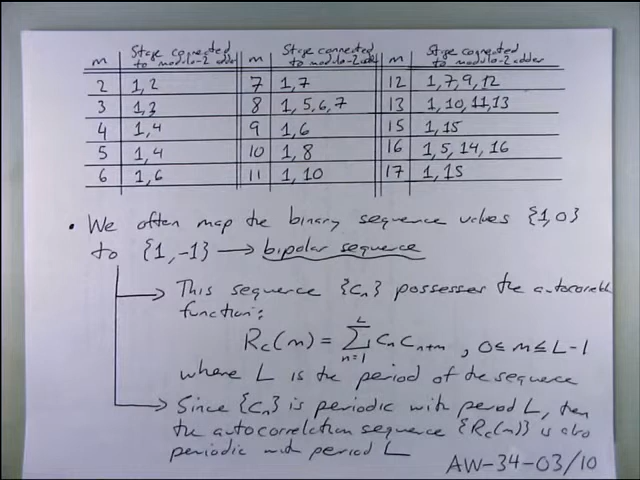 m Stage connected to modulo-2 adder m Stage connected to modulo-2 adder m Stage connected to modulo-2 adder
2 1,2 7 1,7 12 1,7,9,12
3 1,3 8 1,5,6,7 13 1,10,11,13
4 1,4 9 1,6 15 1,15
5 1,4 10 1,8 16 1,5,14,16
6 1,6 11 1,10 17 1,15
• We often map the binary sequence values {1,0}
to {1,-1} → bipolar sequence
→ This sequence {Cn} possesses the autocorrel
function:
Rc(m) = Σ_{n=1}^{L} Cn Cn+m , 0≤m≤L-1
where L is the period of the sequence
→ Since {Cn} is periodic with period L, then
the autocorrelation sequence {Rc(m)} is also
periodic with period L
AW-34-03/10